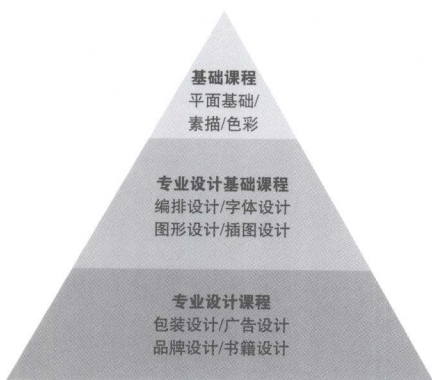 基础课程
平面基础/
素描/色彩
专业设计基础课程
编排设计/字体设计
图形设计/插图设计
专业设计课程
包装设计/广告设计
品牌设计/书籍设计